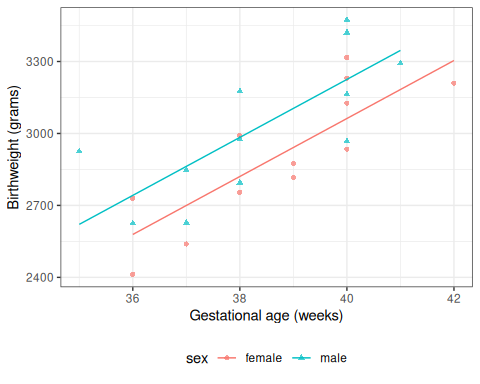 Birthweight (grams)
3300
3000
2700
2400
36
38
40
42
Gestational age (weeks)
sex
female
male